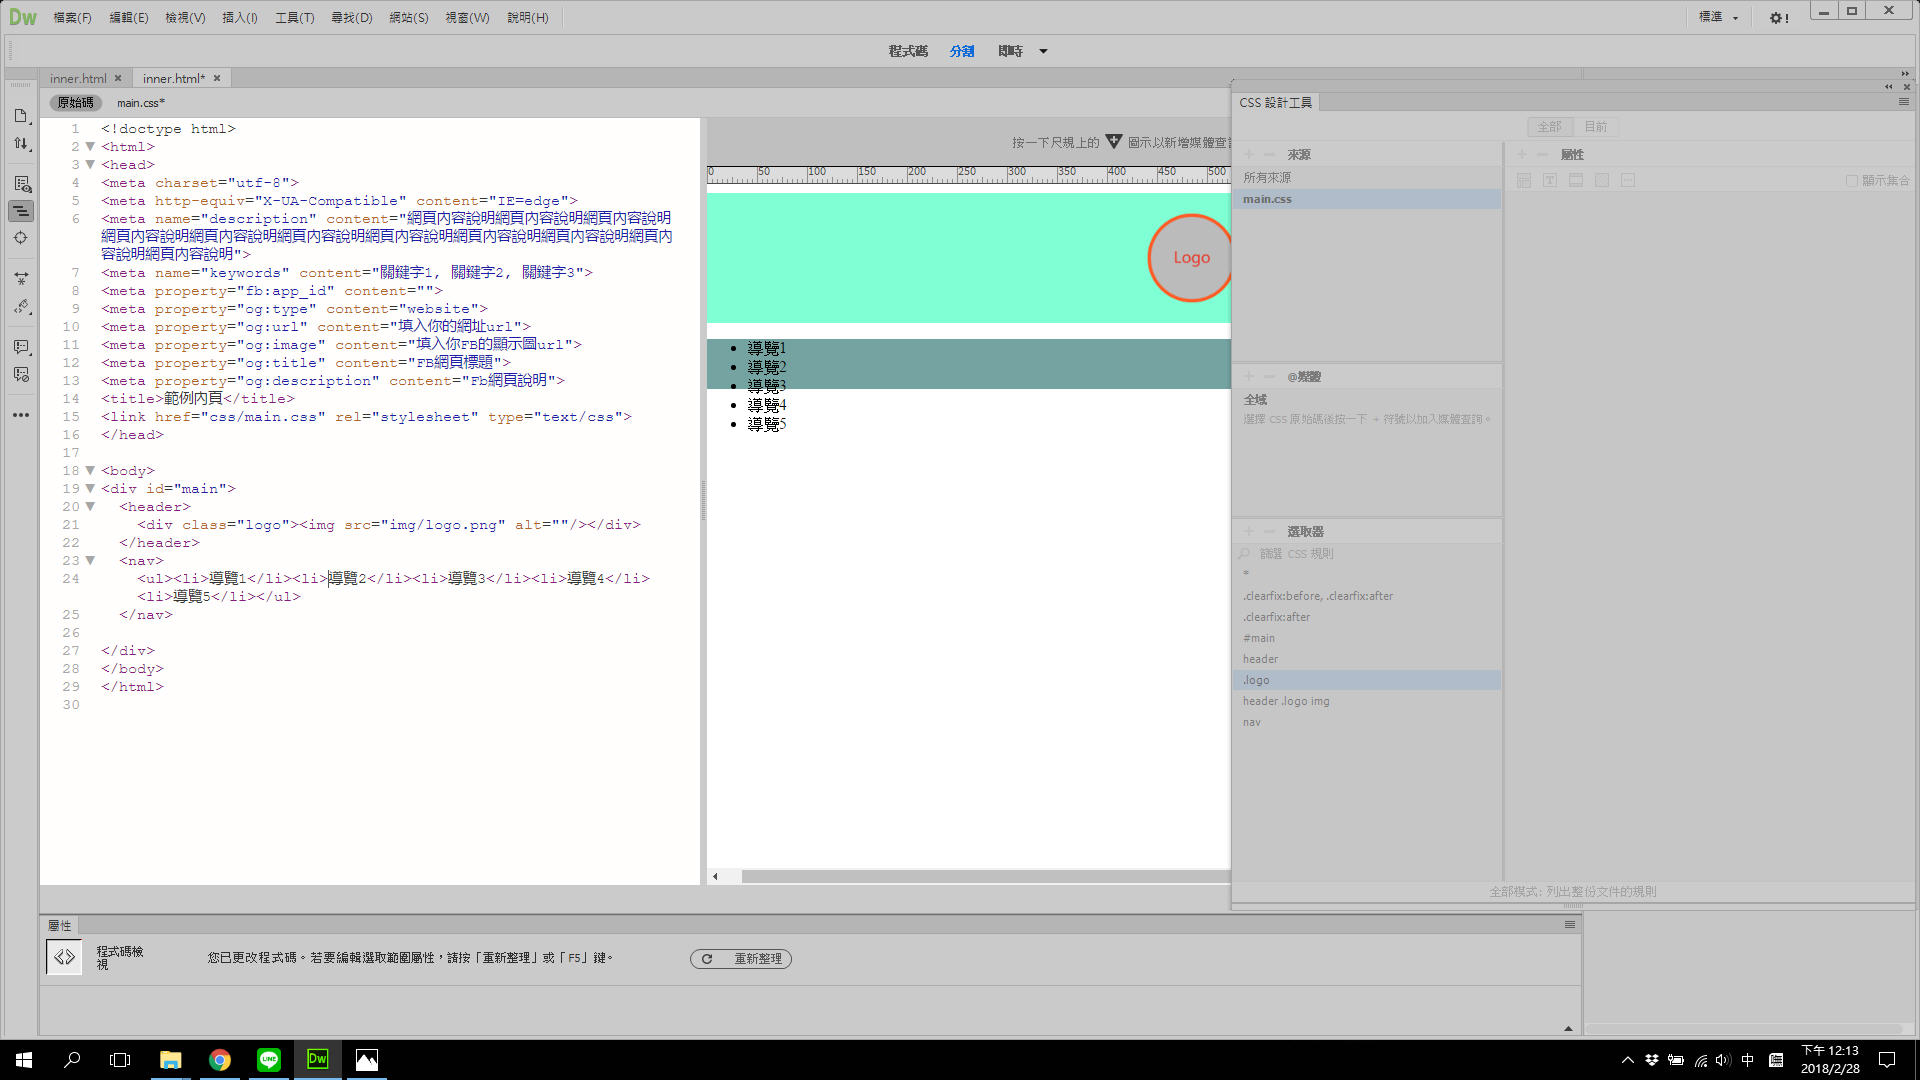 Dw 檔案(F) 編輯(E) 檢視(V) 插入(I) 工具(T) 尋找(D) 網站(S) 視窗(W) 說明(H) 標準
程式碼 分割 即時
inner.html inner.html*
原始碼 main.css*
1 <!doctype html>
2 <html>
3 <head>
4 <meta charset="utf-8">
5 <meta http-equiv="X-UA-Compatible" content="IE=edge">
6 <meta name="description" content="網頁內容說明網頁內容說明網頁內容說明
網頁內容說明網頁內容說明網頁內容說明網頁內容說明網頁內容說明網頁內容說明網頁內
容說明網頁內容說明">
7 <meta name="keywords" content="關鍵字1, 關鍵字2, 關鍵字3">
8 <meta property="fb:app_id" content="">
9 <meta property="og:type" content="website">
10 <meta property="og:url" content="填入你的網址url">
11 <meta property="og:image" content="填入你FB的顯示圖url">
12 <meta property="og:title" content="FB網頁標題">
13 <meta property="og:description" content="Fb網頁說明">
14 <title>範例內頁</title>
15 <link href="css/main.css" rel="stylesheet" type="text/css">
16 </head>
17
18 <body>
19 <div id="main">
20 <header>
21 <div class="logo"><img src="img/logo.png" alt=""/></div>
22 </header>
23 <nav>
24 <ul><li>導覽1</li><li>導覽2</li><li>導覽3</li><li>導覽4</li>
<li>導覽5</li></ul>
25 </nav>
26
27 </div>
28 </body>
29 </html>
30
按一下尺規上的 圖示以新增媒體查
0 50 100 150 200 250 300 350 400 450 500
Logo
導覽1
導覽2
導覽3
導覽4
導覽5
CSS 設計工具
全部 目前
來源
所有來源
main.css
@媒體
全域
選擇 CSS 原始碼後按一下 + 符號以加入媒體查詢。
選取器
篩選 CSS 規則
*
.clearfix:before, .clearfix:after
.clearfix:after
#main
header
.logo
header .logo img
nav
屬性
顯示集合
全部模式: 列出整份文件的規則
屬性
程式碼檢
視
您已更改程式碼。若要編輯選取範圍屬性，請按「重新整理」或「F5」鍵。
重新整理
Dw
中
下午 12:13
2018/2/28